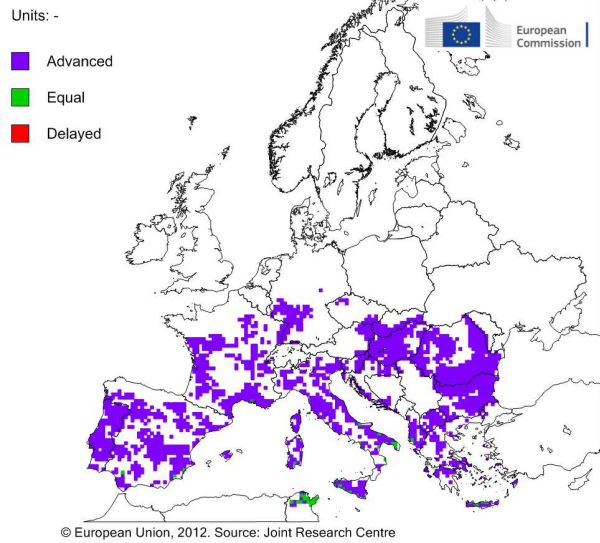 Units: -
Advanced
Equal
Delayed
European
Commission
© European Union, 2012. Source: Joint Research Centre